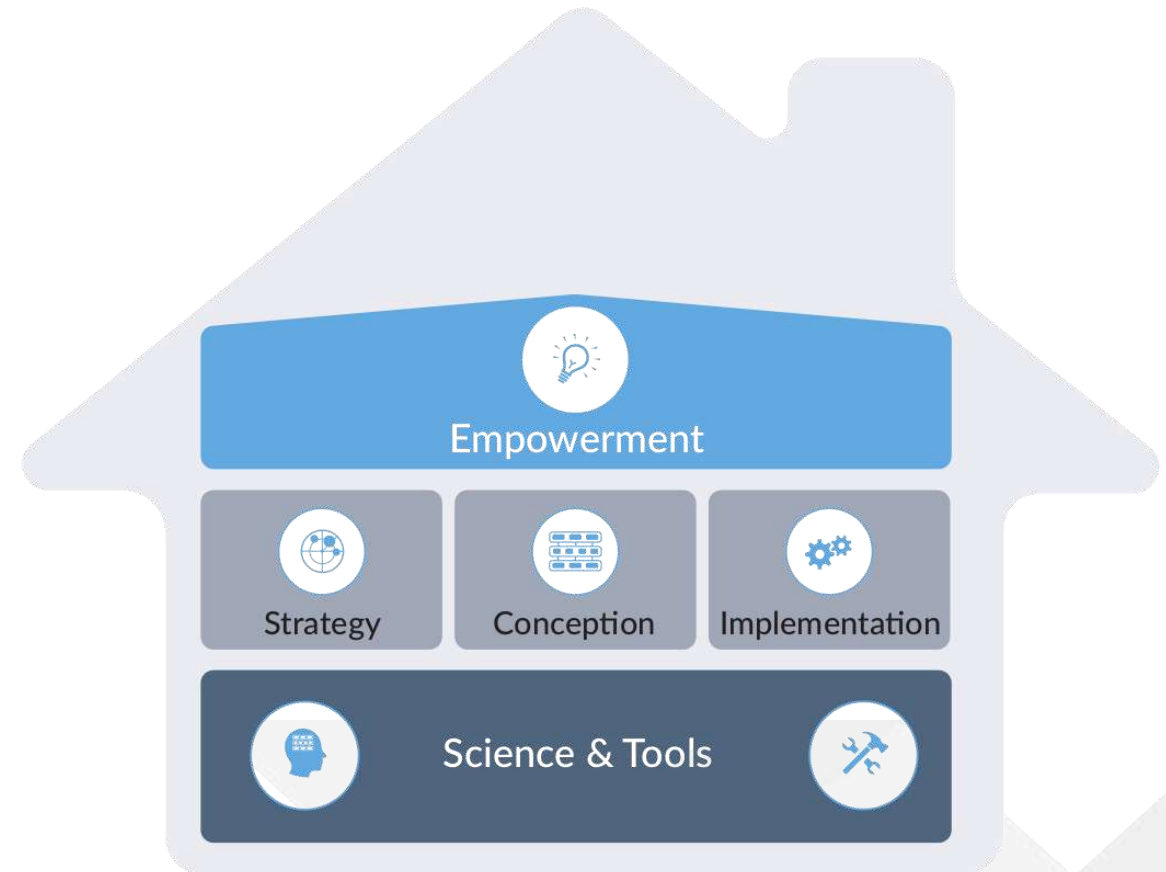 Empowerment
Strategy
Conception
Implementation
Science & Tools